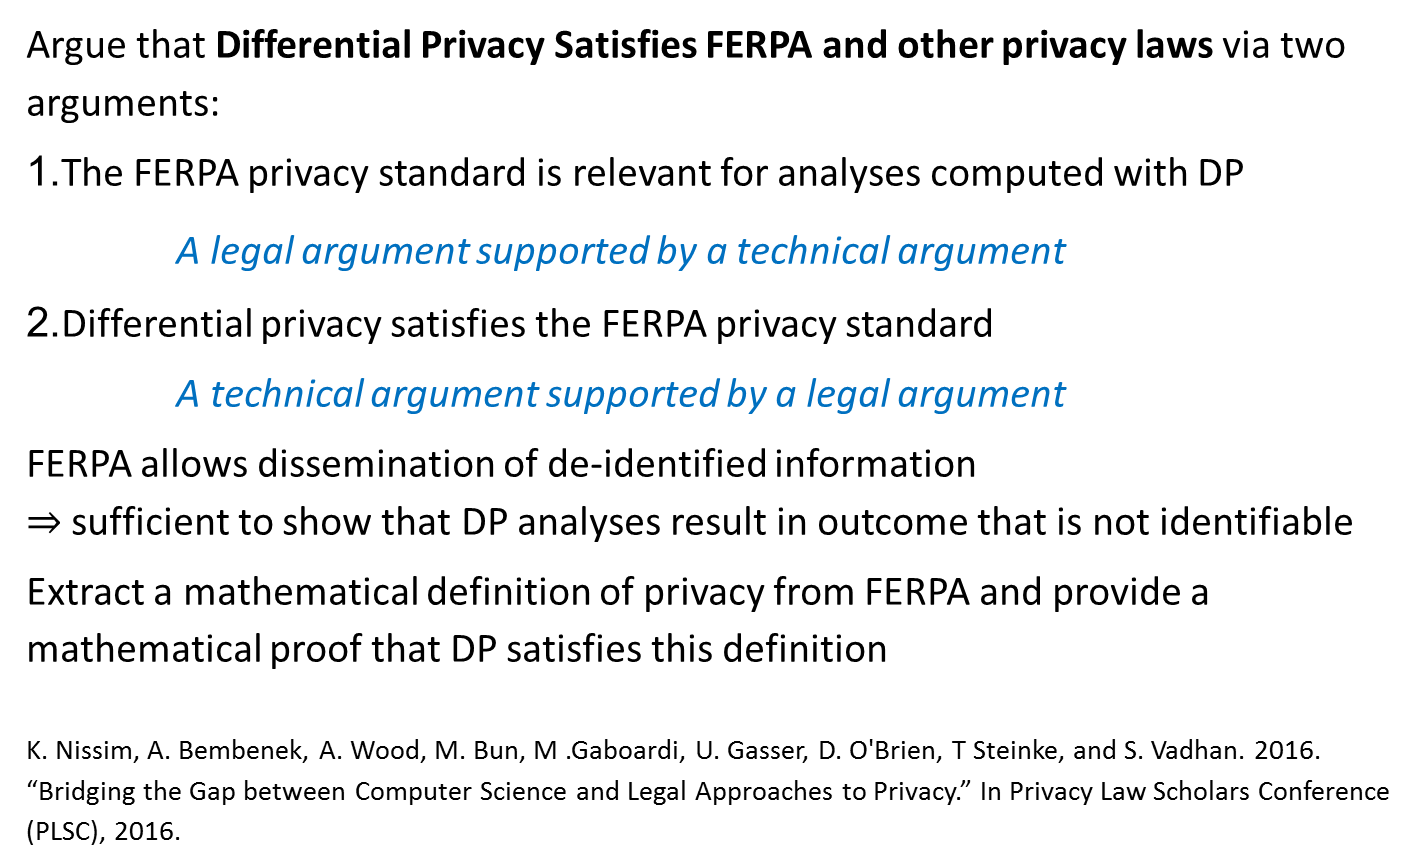 Argue that Differential Privacy Satisfies FERPA and other privacy laws via two
arguments:
1.The FERPA privacy standard is relevant for analyses computed with DP
A legal argument supported by a technical argument
2.Differential privacy satisfies the FERPA privacy standard
A technical argument supported by a legal argument
FERPA allows dissemination of de-identified information
⇒ sufficient to show that DP analyses result in outcome that is not identifiable
Extract a mathematical definition of privacy from FERPA and provide a
mathematical proof that DP satisfies this definition
K. Nissim, A. Bembenek, A. Wood, M. Bun, M .Gaboardi, U. Gasser, D. O'Brien, T Steinke, and S. Vadhan. 2016.
“Bridging the Gap between Computer Science and Legal Approaches to Privacy.” In Privacy Law Scholars Conference
(PLSC), 2016.